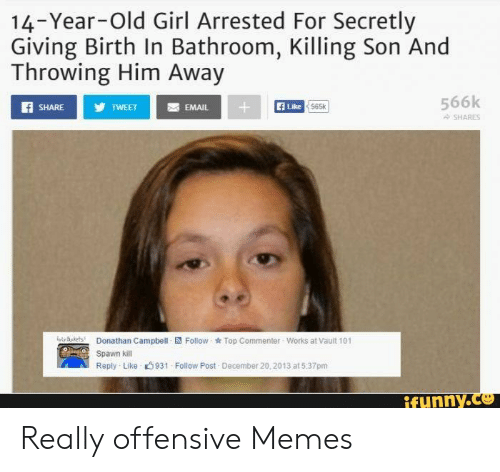 14-Year-Old Girl Arrested For Secretly
Giving Birth In Bathroom, Killing Son And
Throwing Him Away
SHARE TWEET EMAIL + Like 565k 566k
SHARES
Donathan Campbell Follow ★ Top Commenter Works at Vault 101
Spawn kill
Reply · Like · 931 · Follow Post · December 20, 2013 at 5:37pm
ifunny.co
Really offensive Memes